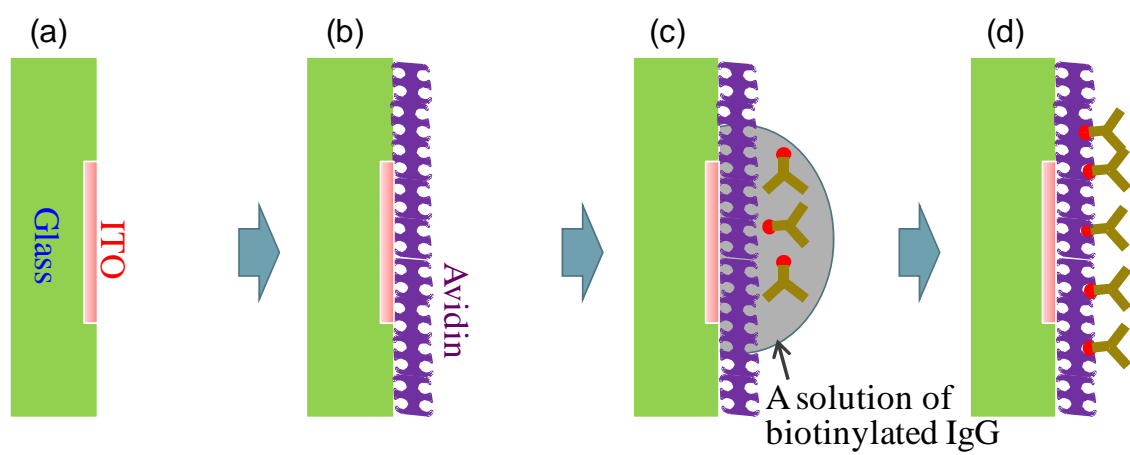 (a)
(b)
(c)
(d)
Glass
ITO
Avidin
A solution of
biotinylated IgG